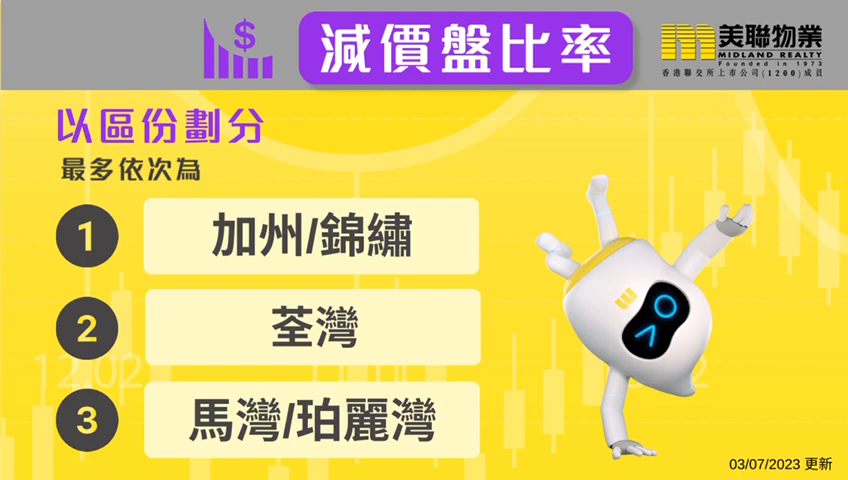 $
減價盤比率
美聯物業
MIDLAND REALTY
Founded in 1973
香港聯交所上市公司(1200)成員
以區份劃分
最多依次為
1
加州/錦繡
2
荃灣
3
馬灣/珀麗灣
12.02
03/07/2023 更新